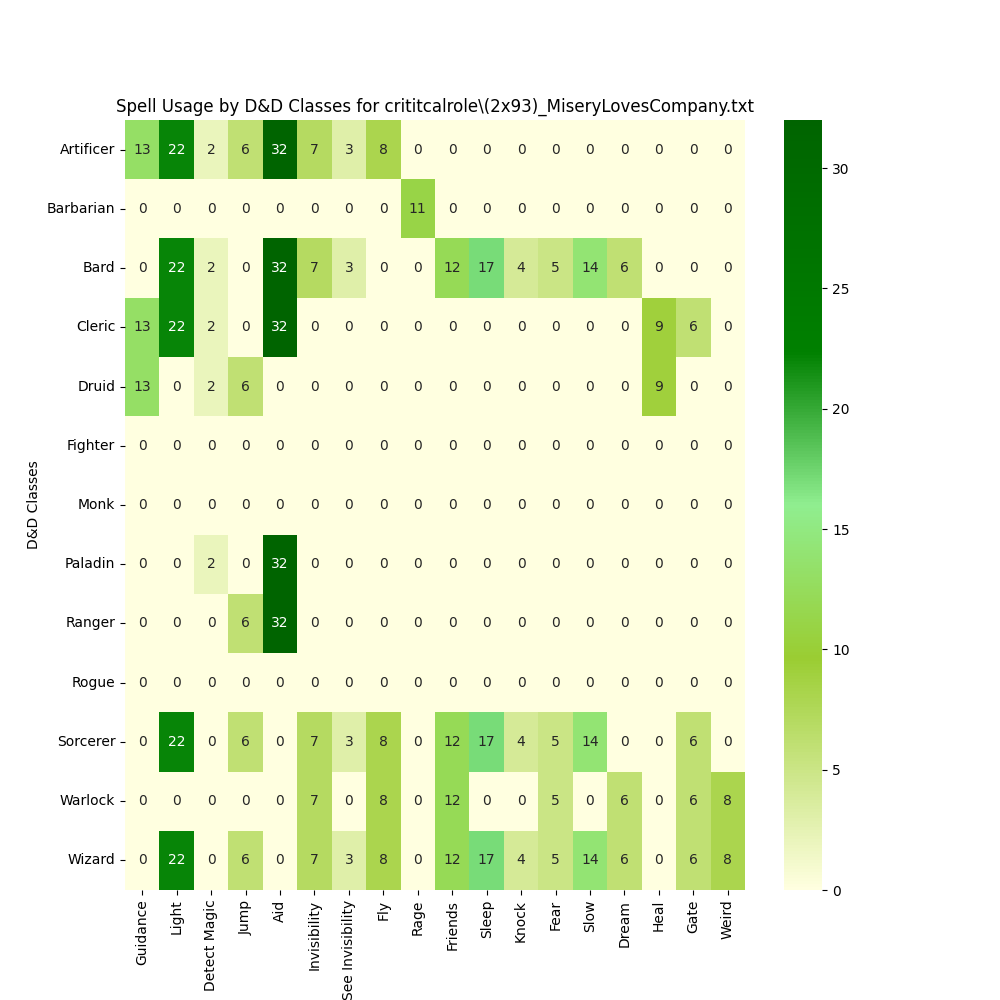 Spell Usage by D&D Classes for crititcalrole\(2x93)_MiseryLovesCompany.txt
D&D Classes
Artificer 13 22 2 6 32 7 3 8 0 0 0 0 0 0 0 0 0 0
Barbarian 0 0 0 0 0 0 0 0 11 0 0 0 0 0 0 0 0 0
Bard 0 22 2 0 32 7 3 0 0 12 17 4 5 14 6 0 0 0
Cleric 13 22 2 0 32 0 0 0 0 0 0 0 0 0 0 9 6 0
Druid 13 0 2 6 0 0 0 0 0 0 0 0 0 0 0 9 0 0
Fighter 0 0 0 0 0 0 0 0 0 0 0 0 0 0 0 0 0 0
Monk 0 0 0 0 0 0 0 0 0 0 0 0 0 0 0 0 0 0
Paladin 0 0 2 0 32 0 0 0 0 0 0 0 0 0 0 0 0 0
Ranger 0 0 0 6 32 0 0 0 0 0 0 0 0 0 0 0 0 0
Rogue 0 0 0 0 0 0 0 0 0 0 0 0 0 0 0 0 0 0
Sorcerer 0 22 0 6 0 7 3 8 0 12 17 4 5 14 0 0 6 0
Warlock 0 0 0 0 0 7 0 8 0 12 0 0 5 0 6 0 6 8
Wizard 0 22 0 6 0 7 3 8 0 12 17 4 5 14 6 0 6 8
Guidance
Light
Detect Magic
Jump
Aid
Invisibility
See Invisibility
Fly
Rage
Friends
Sleep
Knock
Fear
Slow
Dream
Heal
Gate
Weird
30
25
20
15
10
5
0